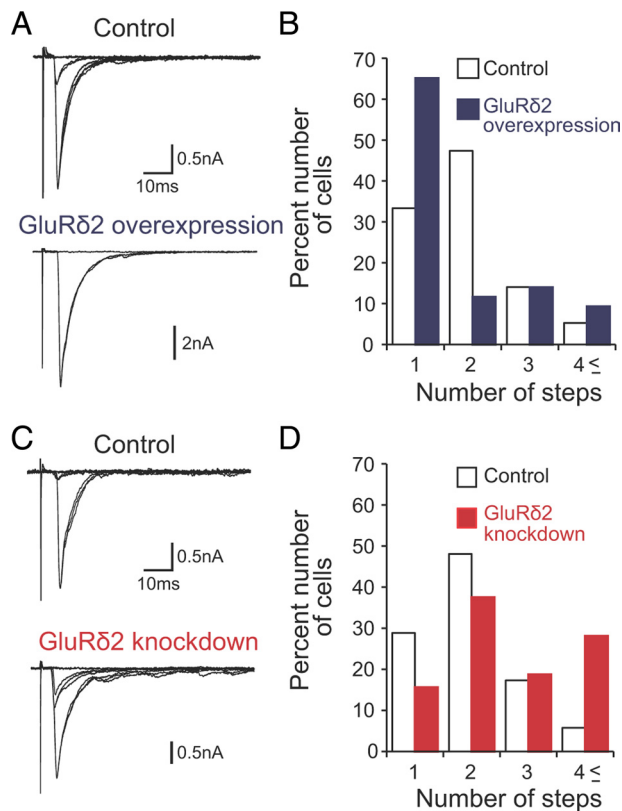 A
Control
0.5nA
10ms
GluRδ2 overexpression
2nA
B
Percent number
of cells
70
60
50
40
30
20
10
0
Control
GluRδ2
overexpression
1 2 3 4 ≤
Number of steps
C
Control
0.5nA
10ms
GluRδ2 knockdown
0.5nA
D
Percent number
of cells
70
60
50
40
30
20
10
0
Control
GluRδ2
knockdown
1 2 3 4 ≤
Number of steps